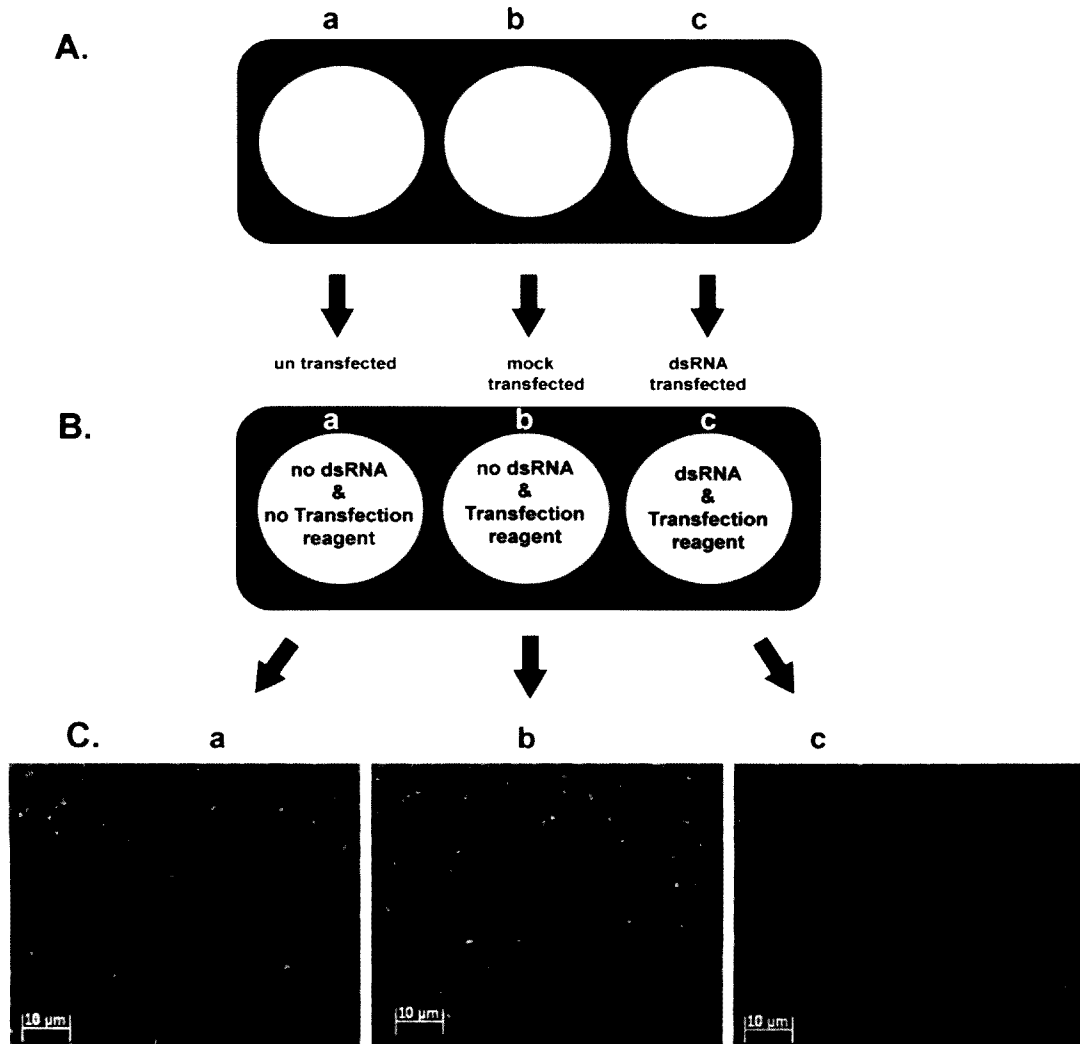 a b c
A.
un transfected mock transfected dsRNA transfected
B.
a b c
no dsRNA
&
no Transfection
reagent
no dsRNA
&
Transfection
reagent
dsRNA
&
Transfection
reagent
C. a b c
10 µm 10 µm 10 µm